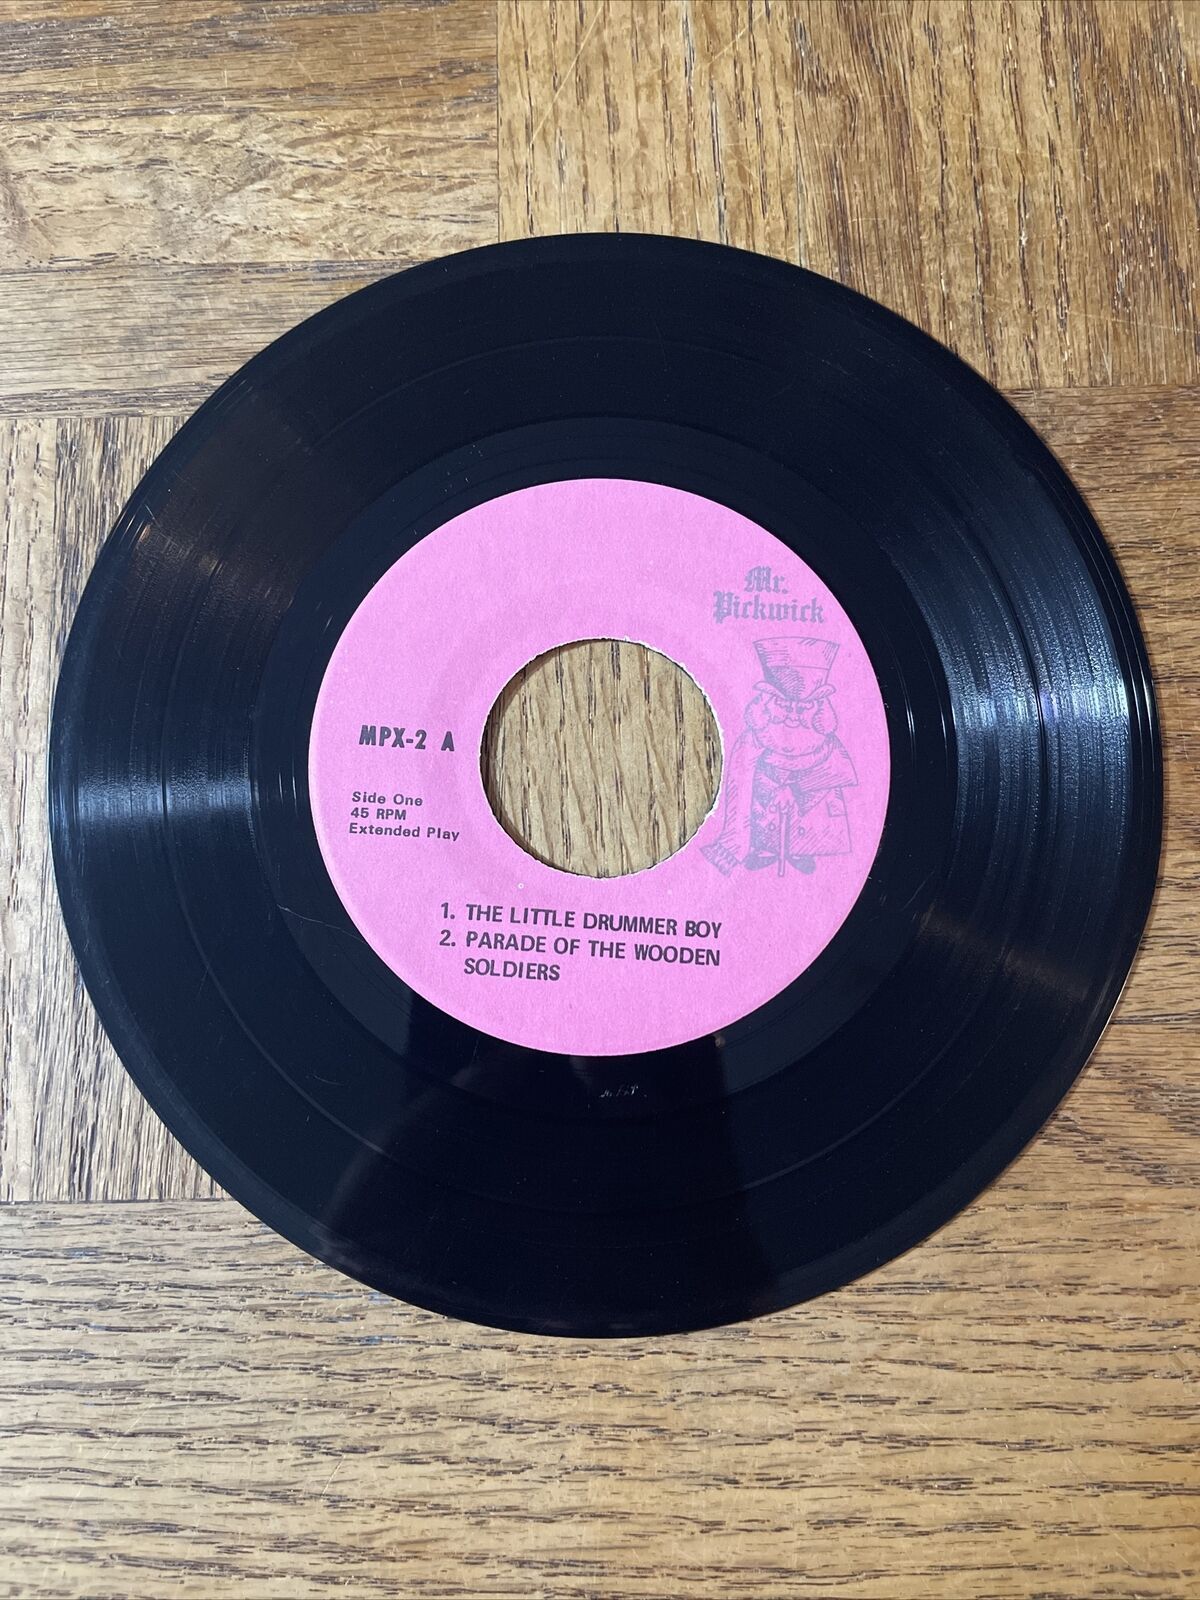 Mr.
Pickwick
MPX-2 A
Side One
45 RPM
Extended Play
1. THE LITTLE DRUMMER BOY
2. PARADE OF THE WOODEN
SOLDIERS